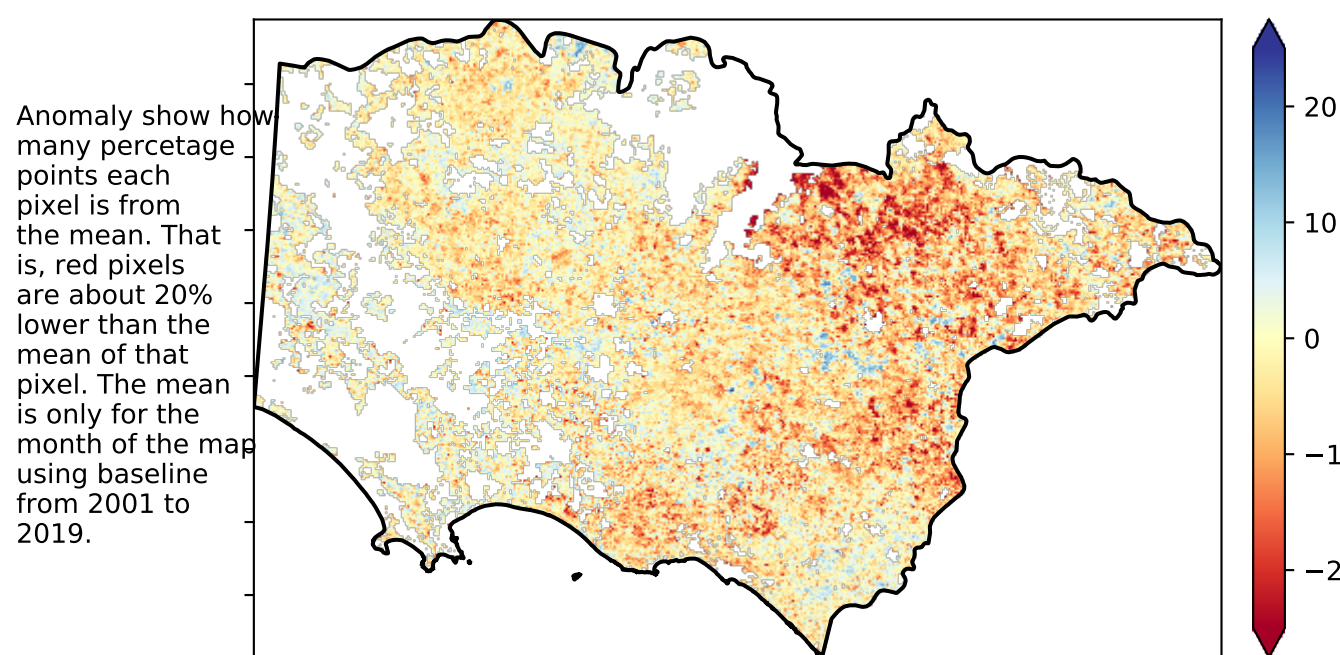 Anomaly show how
many percetage
points each
pixel is from
the mean. That
is, red pixels
are about 20%
lower than the
mean of that
pixel. The mean
is only for the
month of the map
using baseline
from 2001 to
2019.
20
10
0
−1
−2